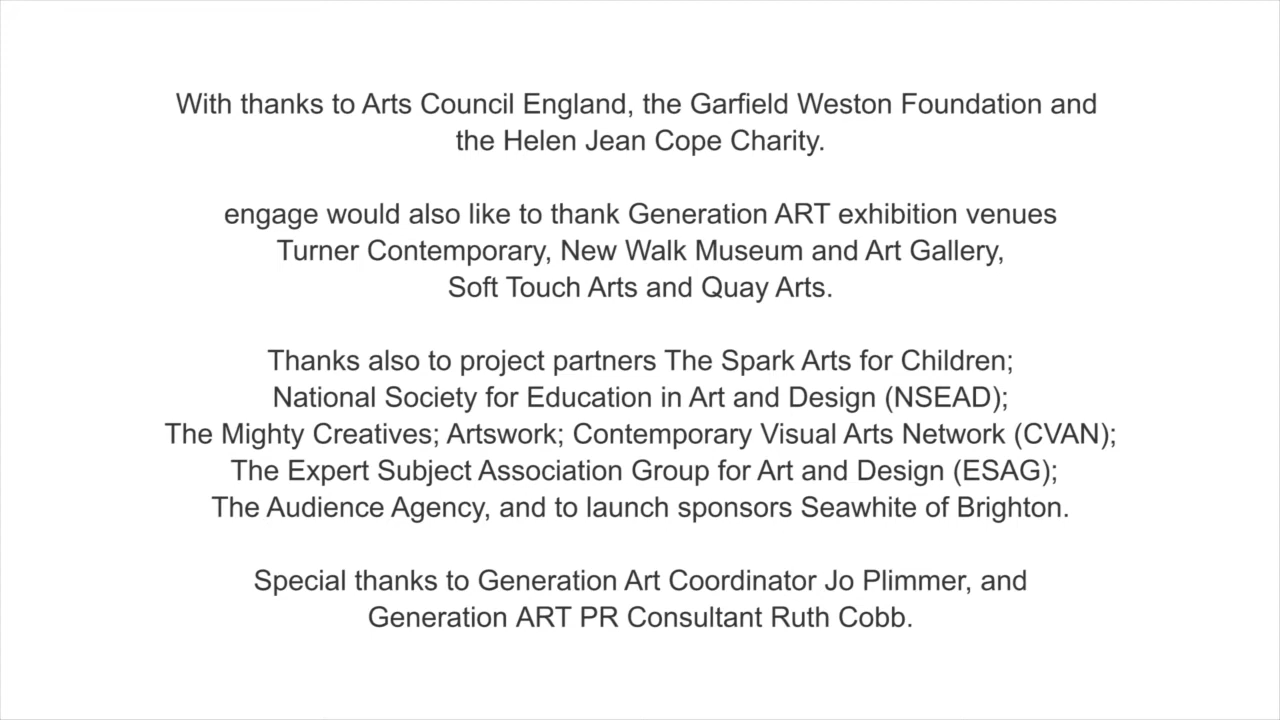 With thanks to Arts Council England, the Garfield Weston Foundation and
the Helen Jean Cope Charity.
engage would also like to thank Generation ART exhibition venues
Turner Contemporary, New Walk Museum and Art Gallery,
Soft Touch Arts and Quay Arts.
Thanks also to project partners The Spark Arts for Children;
National Society for Education in Art and Design (NSEAD);
The Mighty Creatives; Artswork; Contemporary Visual Arts Network (CVAN);
The Expert Subject Association Group for Art and Design (ESAG);
The Audience Agency, and to launch sponsors Seawhite of Brighton.
Special thanks to Generation Art Coordinator Jo Plimmer, and
Generation ART PR Consultant Ruth Cobb.